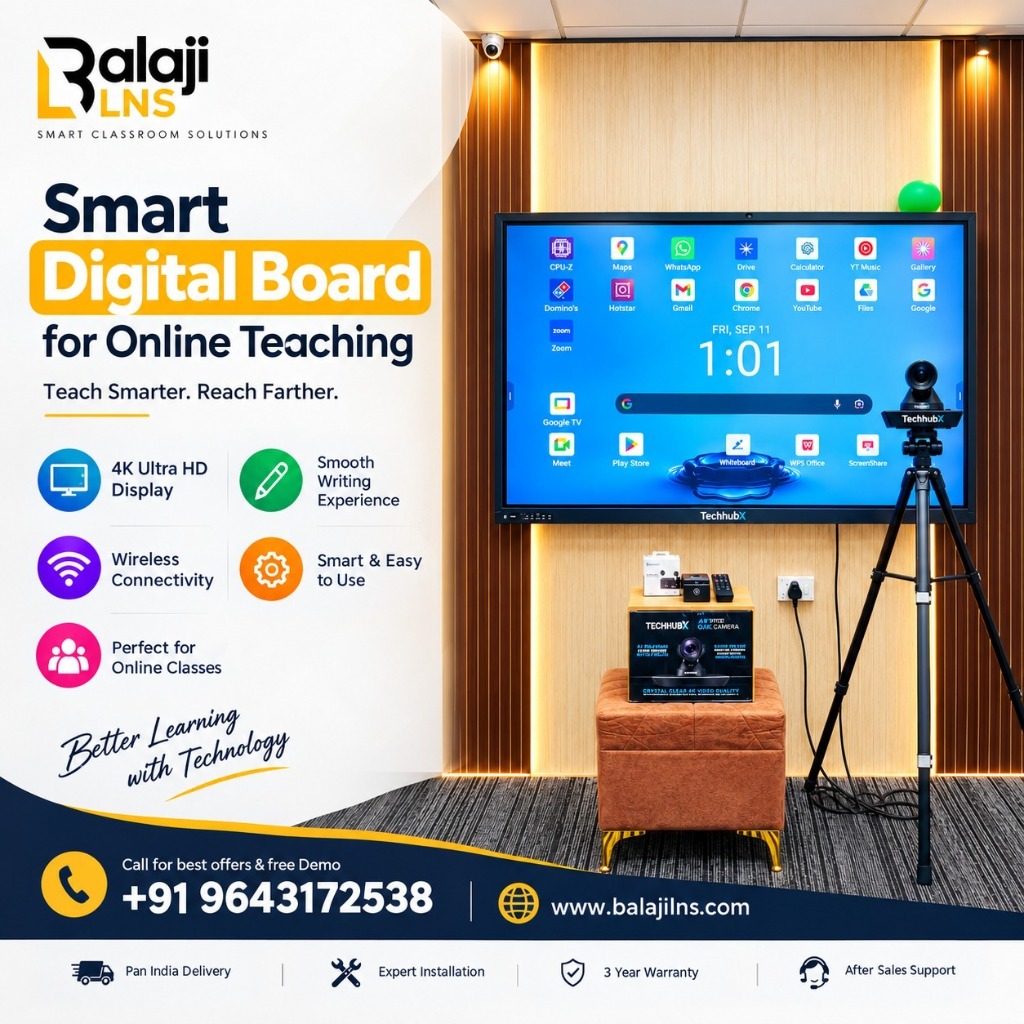 Balaji
LNS
SMART CLASSROOM SOLUTIONS
Smart
Digital Board
for Online Teaching
Teach Smarter. Reach Farther.
4K Ultra HD
Display
Smooth
Writing
Experience
Wireless
Connectivity
Smart & Easy
to Use
Perfect for
Online Classes
Better Learning
with Technology
CPU-Z
Maps
WhatsApp
Drive
Calculator
YT Music
Gallery
Domino's
Hotstar
Gmail
Chrome
YouTube
Files
Google
zoom
Zoom
FRI, SEP 11
1:01
Google TV
Meet
Play Store
Whiteboard
WPS Office
ScreenShare
TechhubX
TechhubX
TECHHUBX
CAMERA
CRYSTAL CLEAR 4K VIDEO QUALITY
Call for best offers & free Demo
+91 9643172538
www.balajilns.com
Pan India Delivery
Expert Installation
3 Year Warranty
After Sales Support